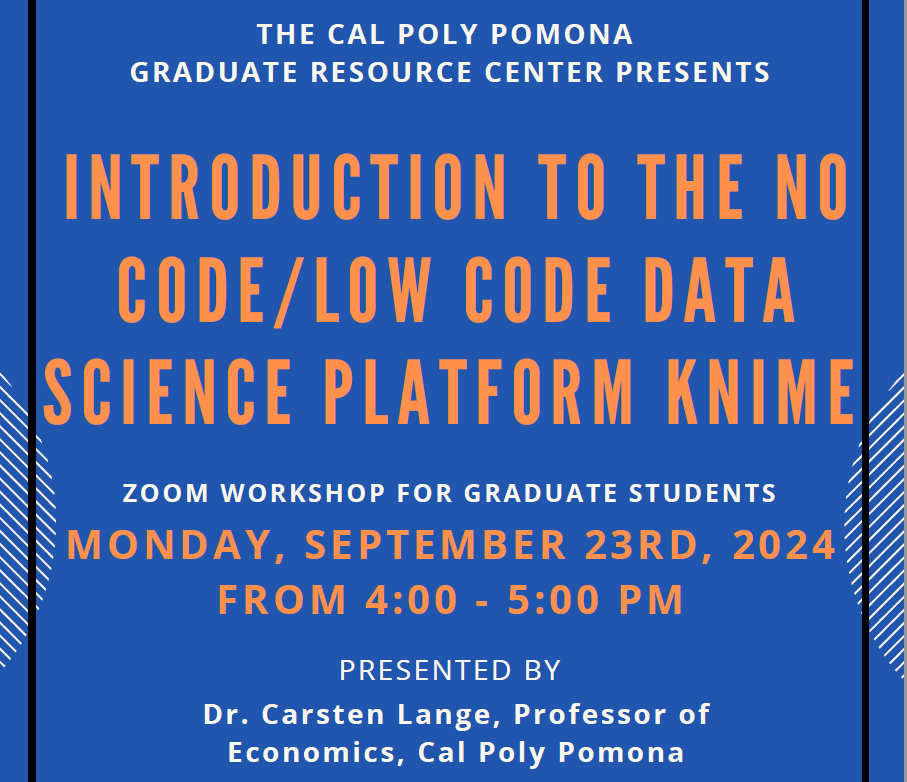 THE CAL POLY POMONA
GRADUATE RESOURCE CENTER PRESENTS
INTRODUCTION TO THE NO
CODE/LOW CODE DATA
SCIENCE PLATFORM KNIME
ZOOM WORKSHOP FOR GRADUATE STUDENTS
MONDAY, SEPTEMBER 23RD, 2024
FROM 4:00 - 5:00 PM
PRESENTED BY
Dr. Carsten Lange, Professor of
Economics, Cal Poly Pomona